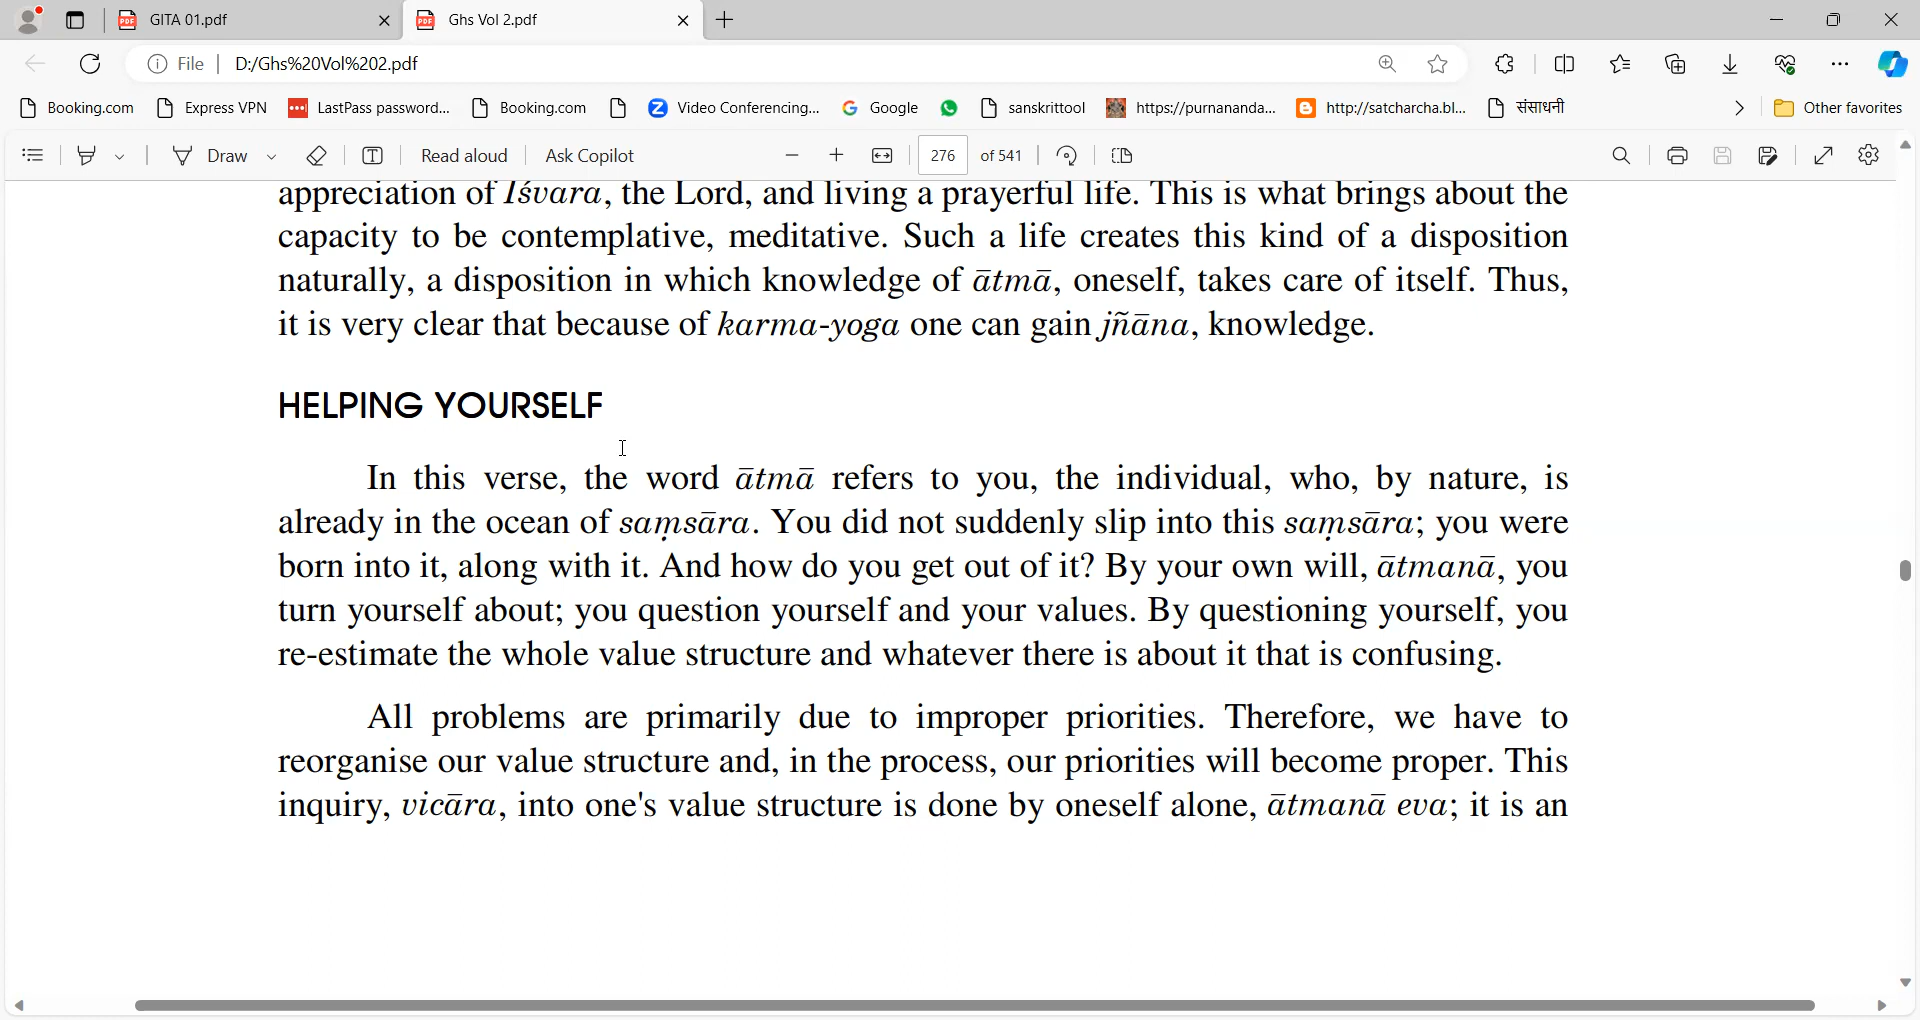 GITA 01.pdf
Ghs Vol 2.pdf
File | D:/Ghs%20Vol%202.pdf
Booking.com Express VPN LastPass password... Booking.com Video Conferencing... Google sanskrittool https://purnananda... http://satcharcha.bl... संसाधनी Other favorites
Draw Read aloud Ask Copilot 276 of 541
appreciation of Iśvara, the Lord, and living a prayerful life. This is what brings about the
capacity to be contemplative, meditative. Such a life creates this kind of a disposition
naturally, a disposition in which knowledge of ātmā, oneself, takes care of itself. Thus,
it is very clear that because of karma-yoga one can gain jñāna, knowledge.
HELPING YOURSELF
In this verse, the word ātmā refers to you, the individual, who, by nature, is
already in the ocean of saṃsāra. You did not suddenly slip into this saṃsāra; you were
born into it, along with it. And how do you get out of it? By your own will, ātmanā, you
turn yourself about; you question yourself and your values. By questioning yourself, you
re-estimate the whole value structure and whatever there is about it that is confusing.
All problems are primarily due to improper priorities. Therefore, we have to
reorganise our value structure and, in the process, our priorities will become proper. This
inquiry, vicāra, into one's value structure is done by oneself alone, ātmanā eva; it is an